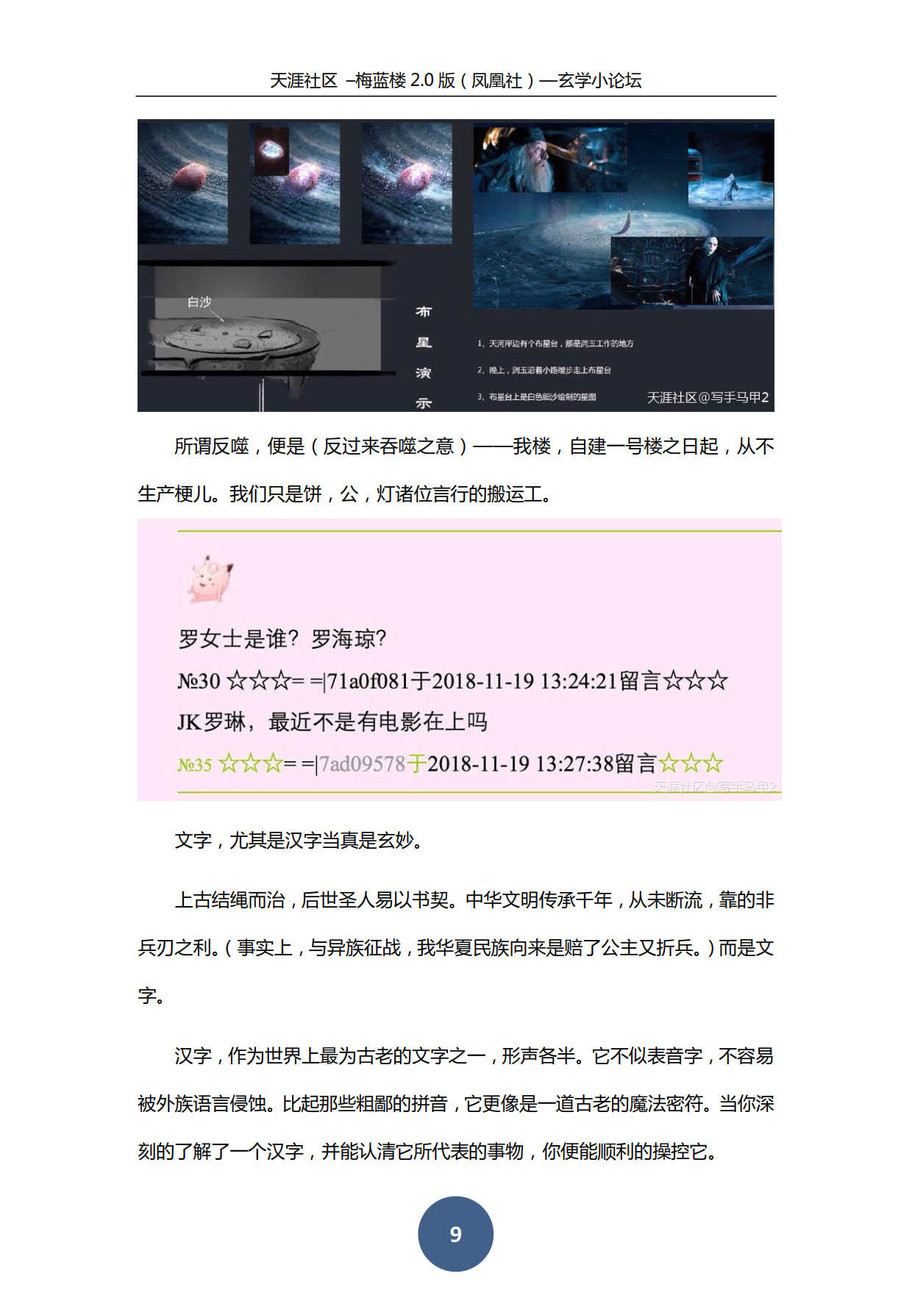 天涯社区 –梅蓝楼 2.0 版（凤凰社）—玄学小论坛
白沙
布
星
演
示
1、天河岸边有个布星台，那是润玉工作的地方
2、晚上，润玉沿着小路缓步走上布星台
3、布星台上是白色细沙绘制的星图
天涯社区@写手马甲2
所谓反噬，便是（反过来吞噬之意）——我楼，自建一号楼之日起，从不
生产梗儿。我们只是饼，公，灯诸位言行的搬运工。
罗女士是谁？罗海琼？
№30 ☆☆☆= =|71a0f081于2018-11-19 13:24:21留言☆☆☆
JK罗琳，最近不是有电影在上吗
№35 ☆☆☆= =|7ad09578于2018-11-19 13:27:38留言☆☆☆
天涯社区@写手马甲2
文字，尤其是汉字当真是玄妙。
上古结绳而治，后世圣人易以书契。中华文明传承千年，从未断流，靠的非
兵刃之利。（事实上，与异族征战，我华夏民族向来是赔了公主又折兵。）而是文
字。
汉字，作为世界上最为古老的文字之一，形声各半。它不似表音字，不容易
被外族语言侵蚀。比起那些粗鄙的拼音，它更像是一道古老的魔法密符。当你深
刻的了解了一个汉字，并能认清它所代表的事物，你便能顺利的操控它。
9